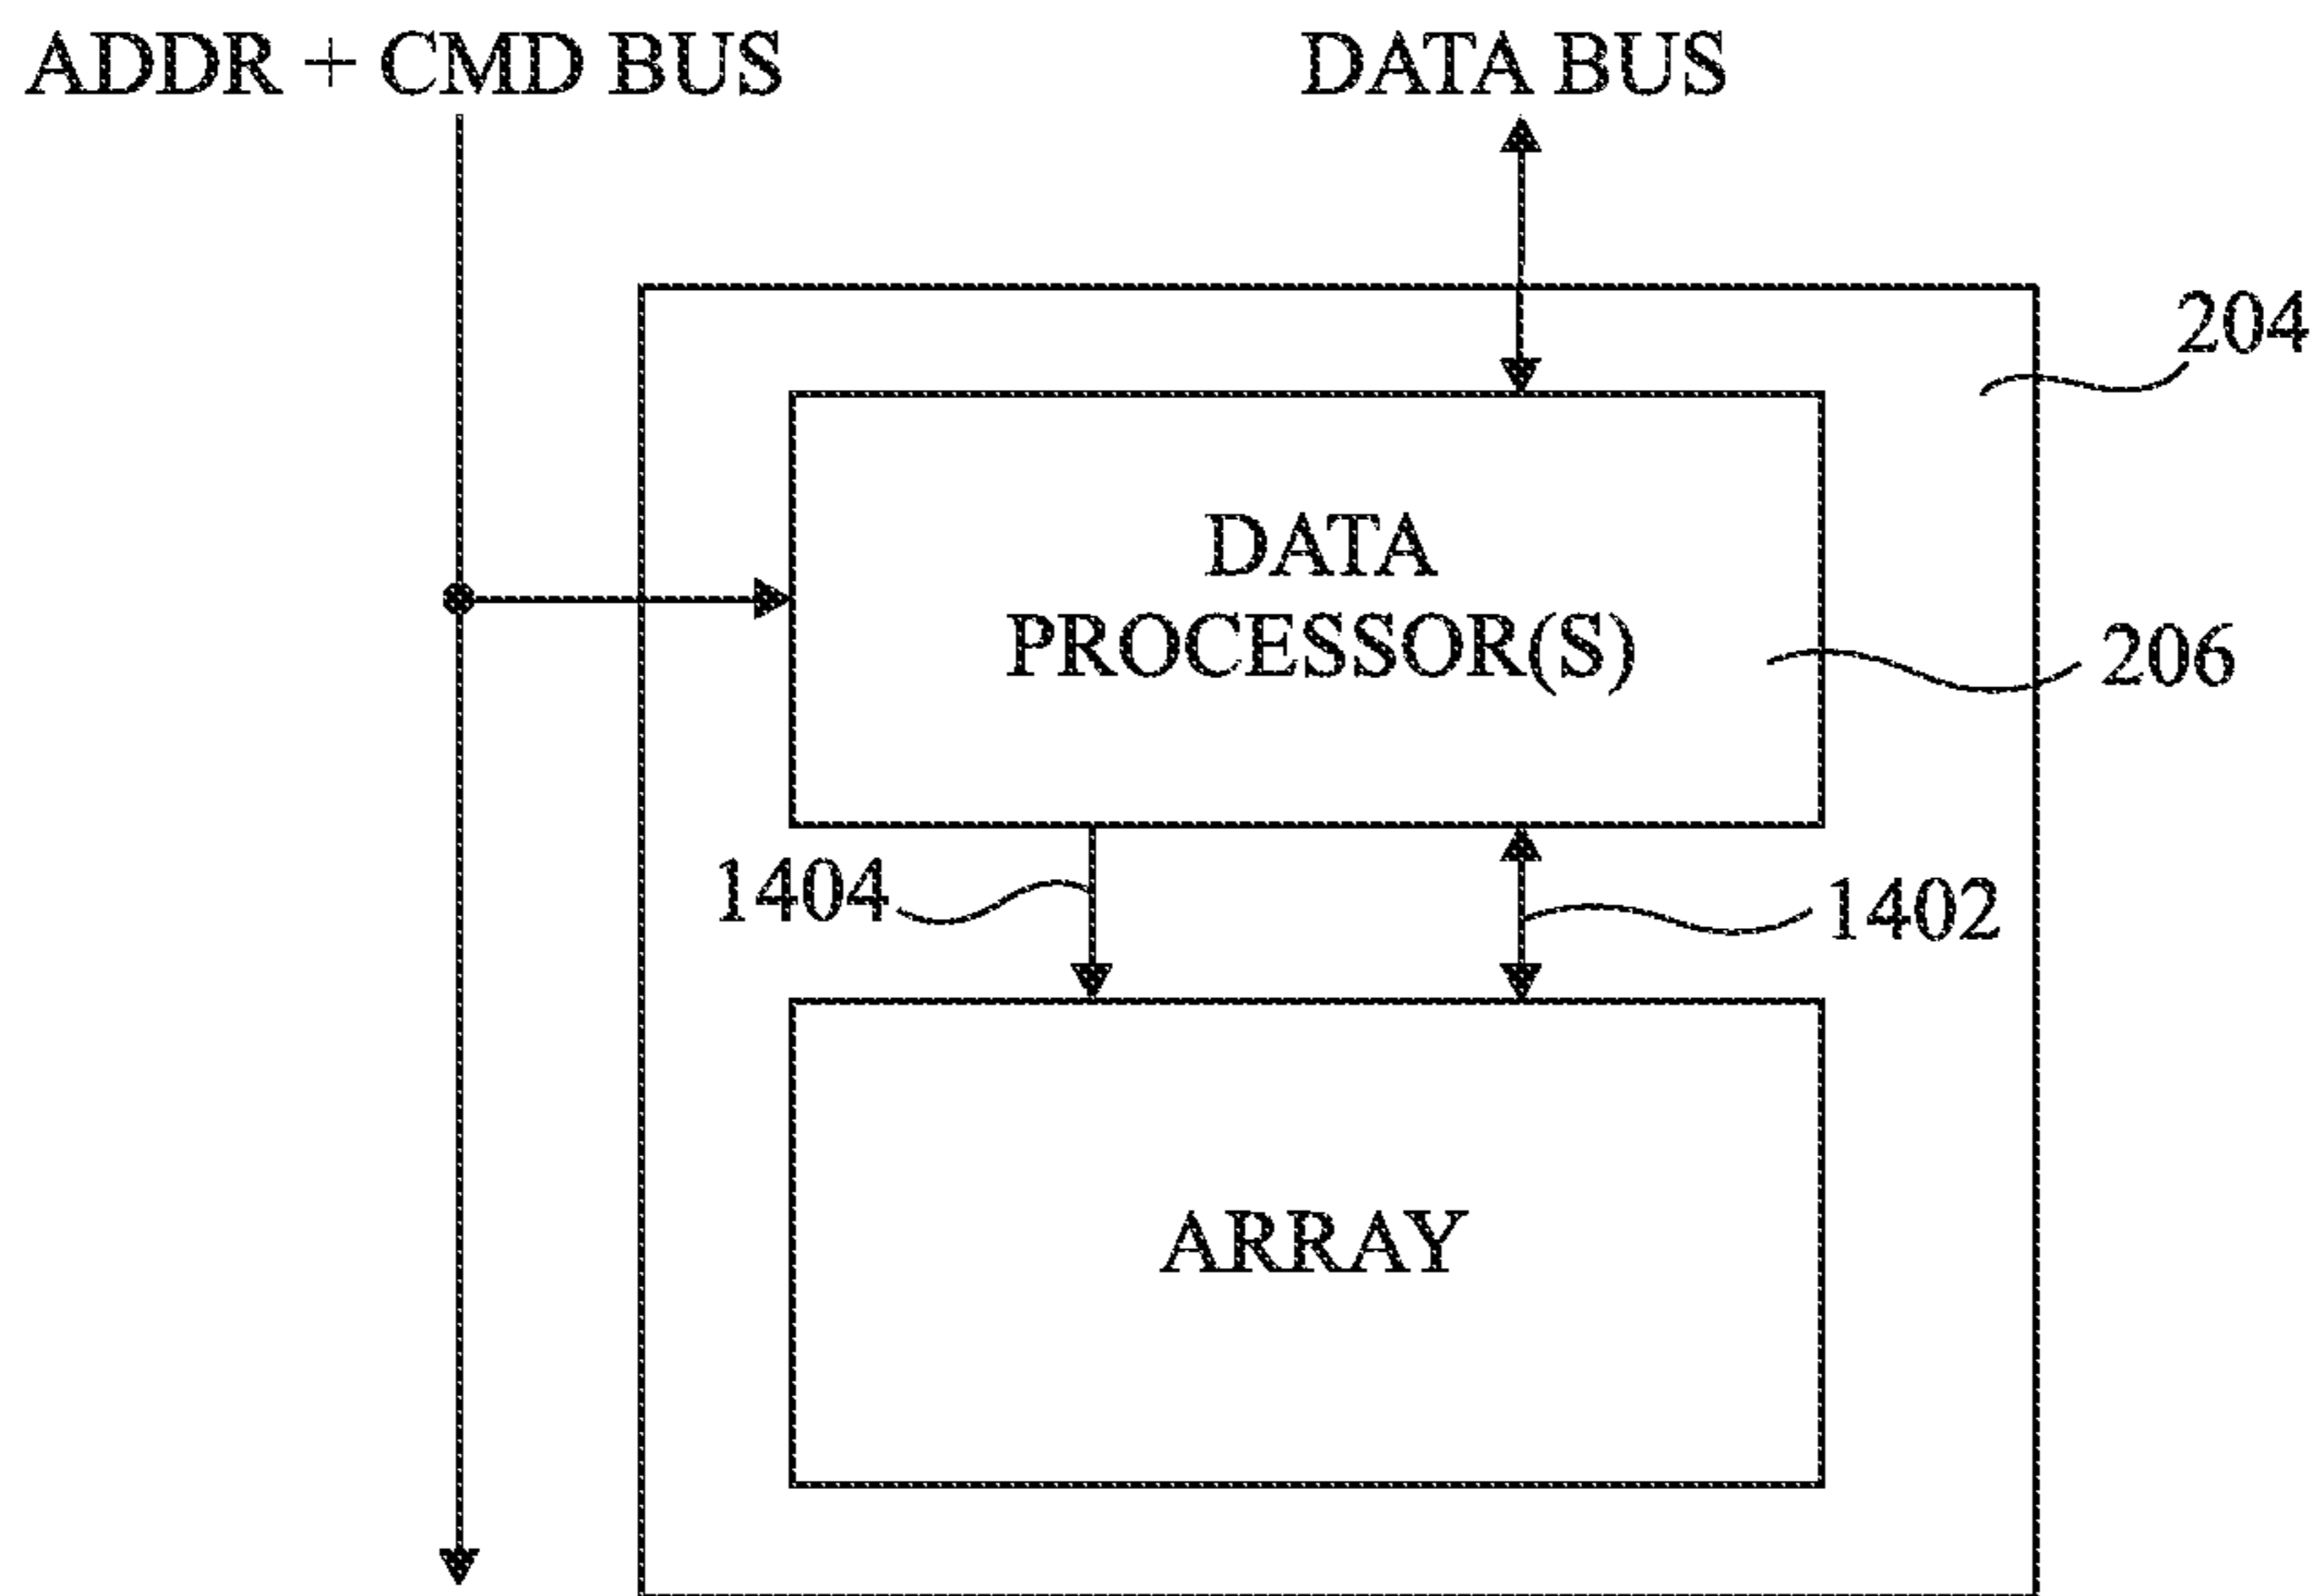 ADDR + CMD BUS
DATA BUS
204
DATA
PROCESSOR(S)
206
1404
1402
ARRAY